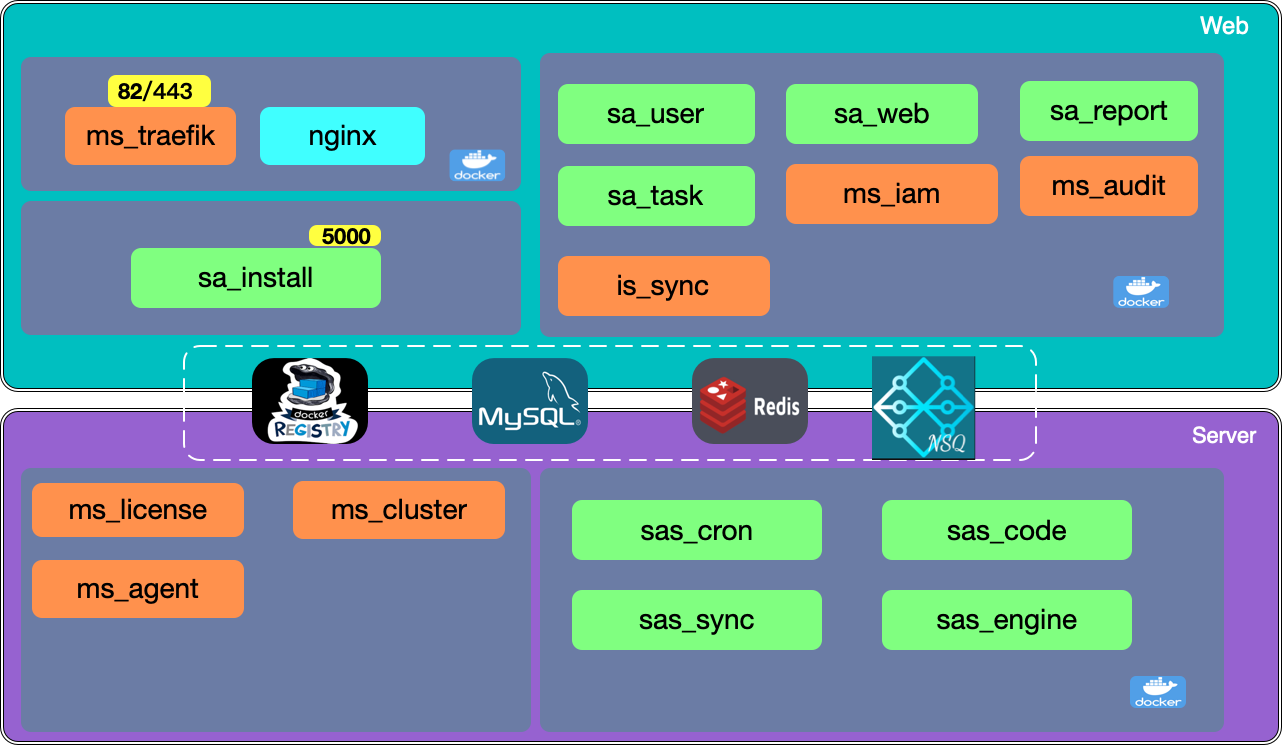 Web
82/443
ms_traefik
nginx
docker
5000
sa_install
sa_user
sa_web
sa_report
sa_task
ms_iam
ms_audit
is_sync
docker
docker
REGISTRY
MySQL®
Redis
NSQ
Server
ms_license
ms_cluster
ms_agent
sas_cron
sas_code
sas_sync
sas_engine
docker